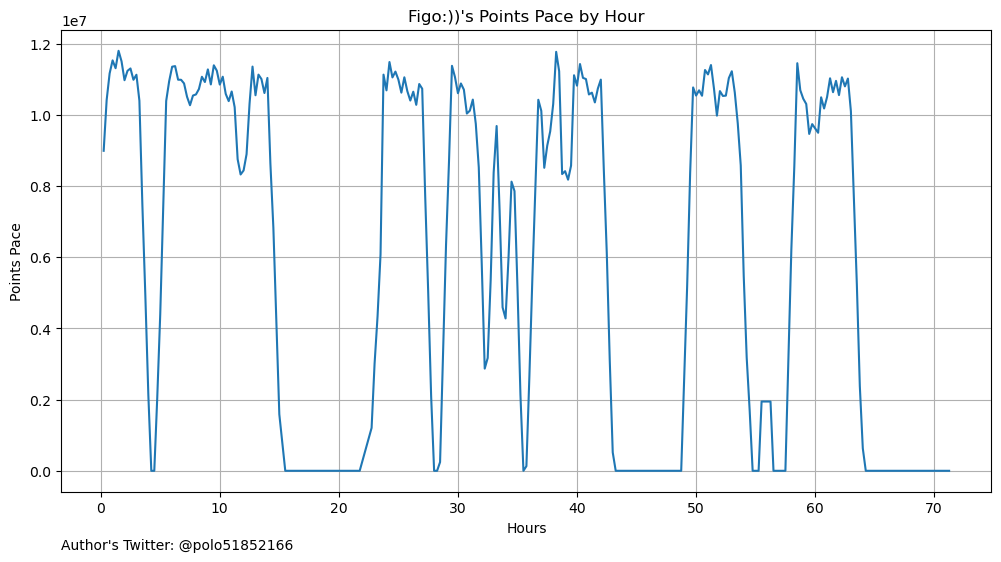 Figo:))'s Points Pace by Hour
1e7
1.2
1.0
0.8
0.6
0.4
0.2
0.0
Points Pace
0 10 20 30 40 50 60 70
Hours
Author's Twitter: @polo51852166